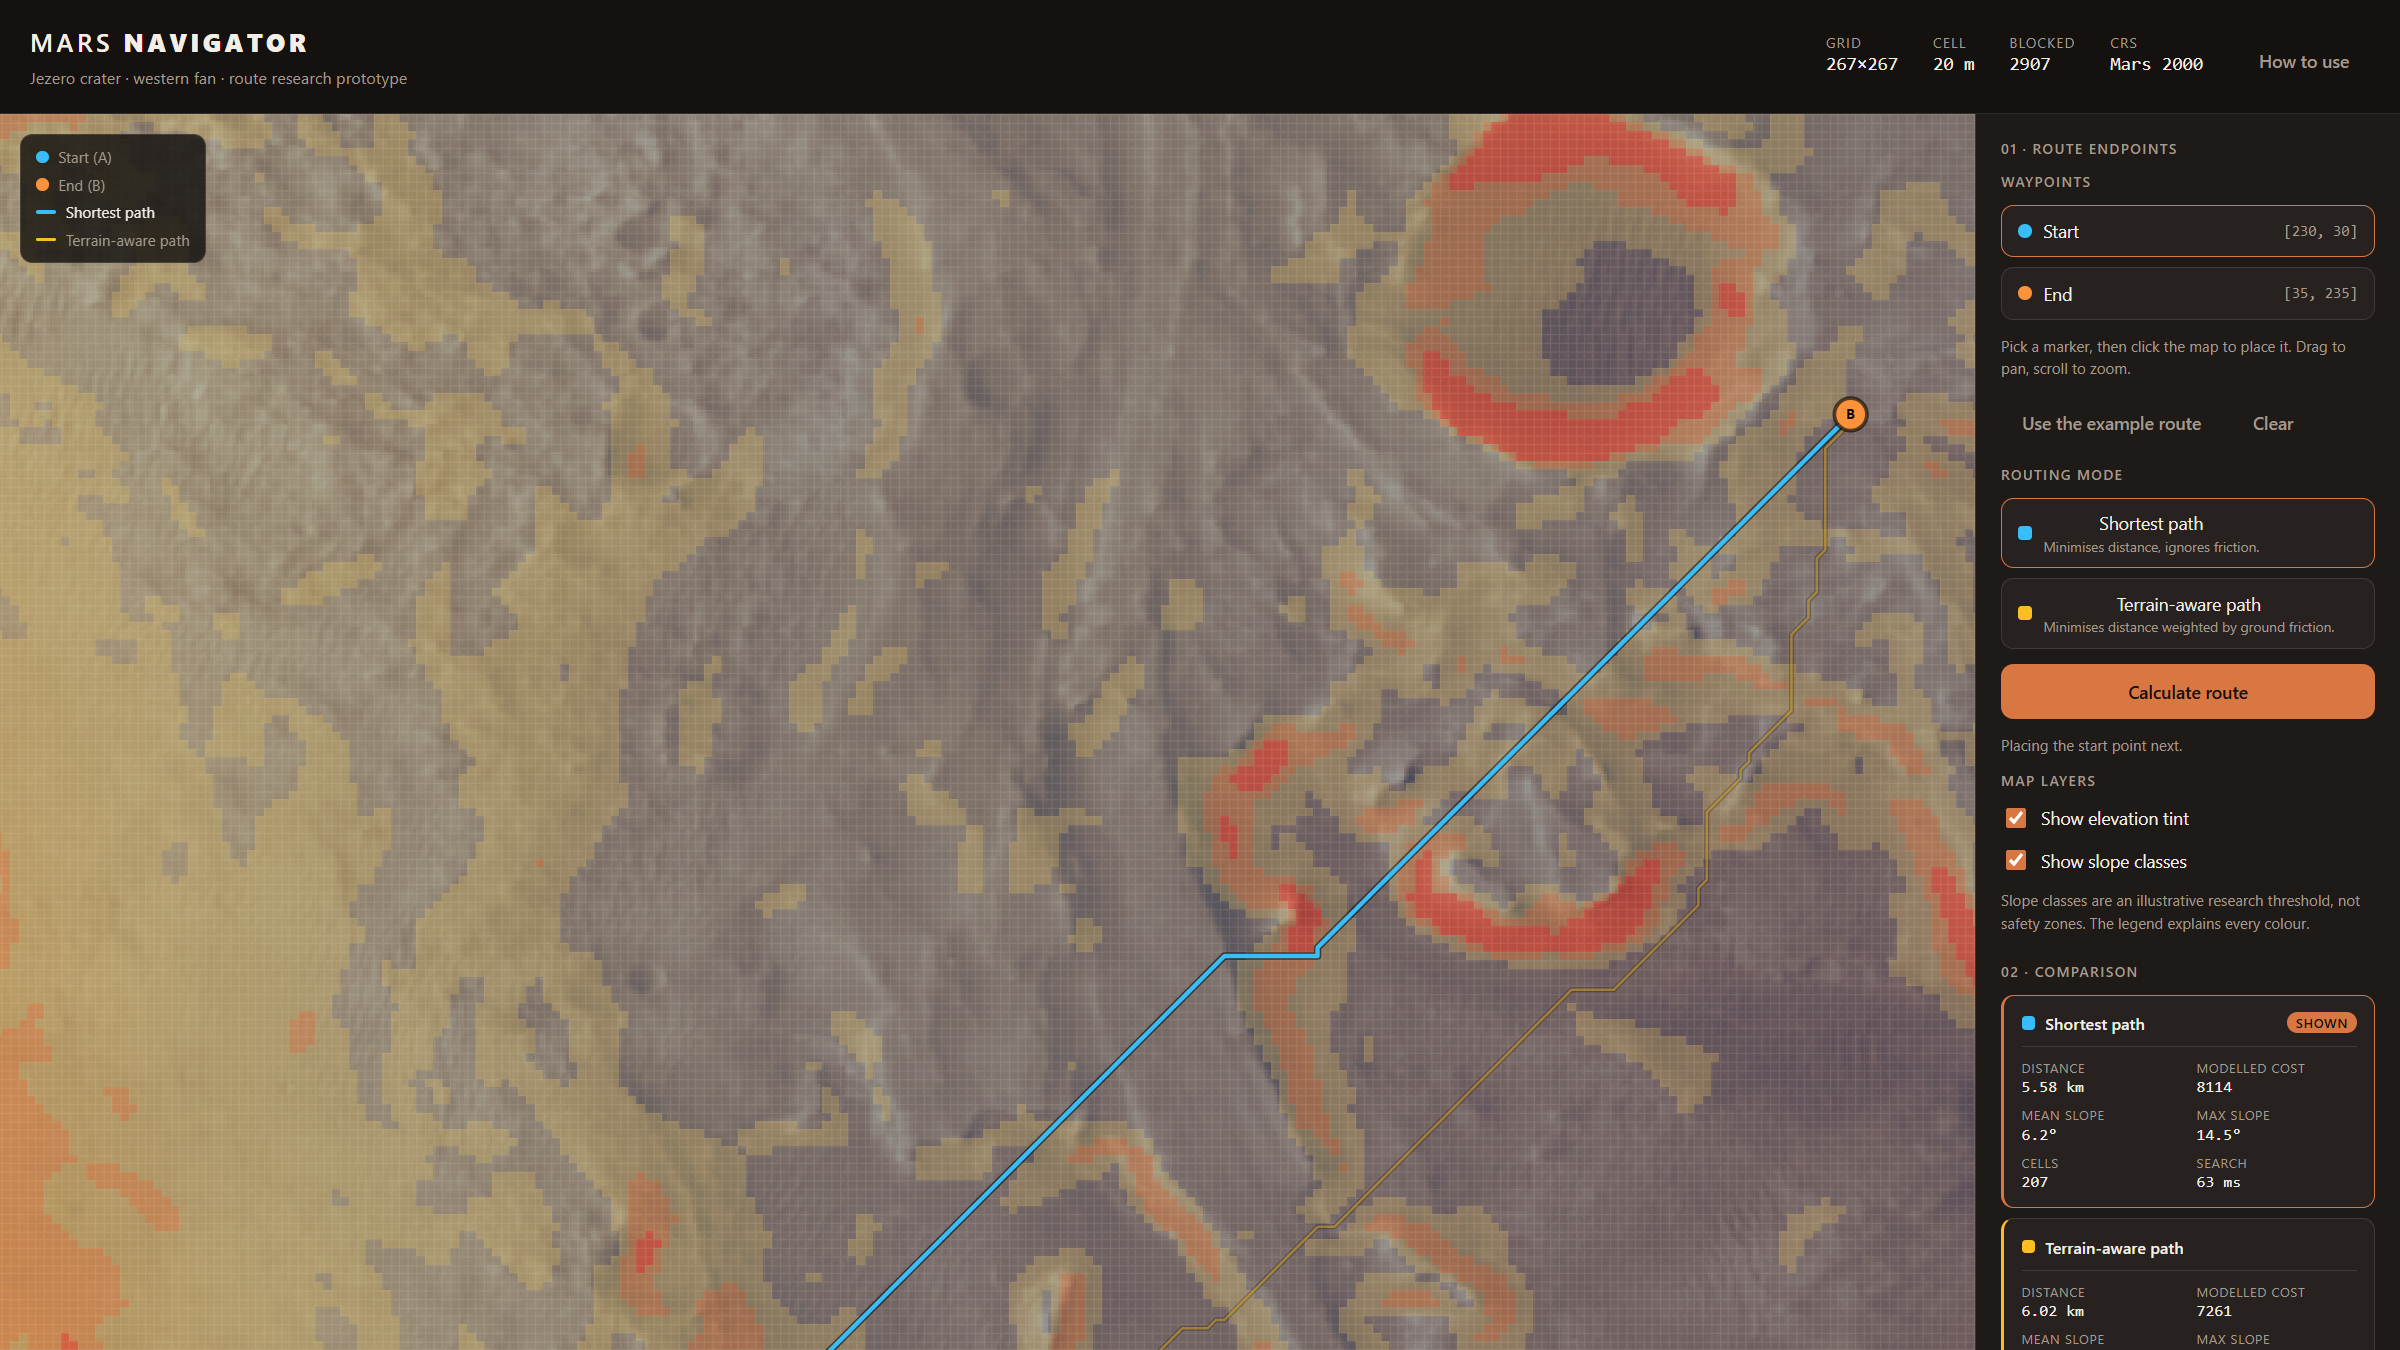 MARS NAVIGATOR
Jezero crater · western fan · route research prototype
GRID
267×267
CELL
20 m
BLOCKED
2907
CRS
Mars 2000
How to use
Start (A)
End (B)
Shortest path
Terrain-aware path
B
01 · ROUTE ENDPOINTS
WAYPOINTS
Start [230, 30]
End [35, 235]
Pick a marker, then click the map to place it. Drag to
pan, scroll to zoom.
Use the example route Clear
ROUTING MODE
Shortest path
Minimises distance, ignores friction.
Terrain-aware path
Minimises distance weighted by ground friction.
Calculate route
Placing the start point next.
MAP LAYERS
Show elevation tint
Show slope classes
Slope classes are an illustrative research threshold, not
safety zones. The legend explains every colour.
02 · COMPARISON
Shortest path SHOWN
DISTANCE MODELLED COST
5.58 km 8114
MEAN SLOPE MAX SLOPE
6.2° 14.5°
CELLS SEARCH
207 63 ms
Terrain-aware path
DISTANCE MODELLED COST
6.02 km 7261
MEAN SLOPE MAX SLOPE